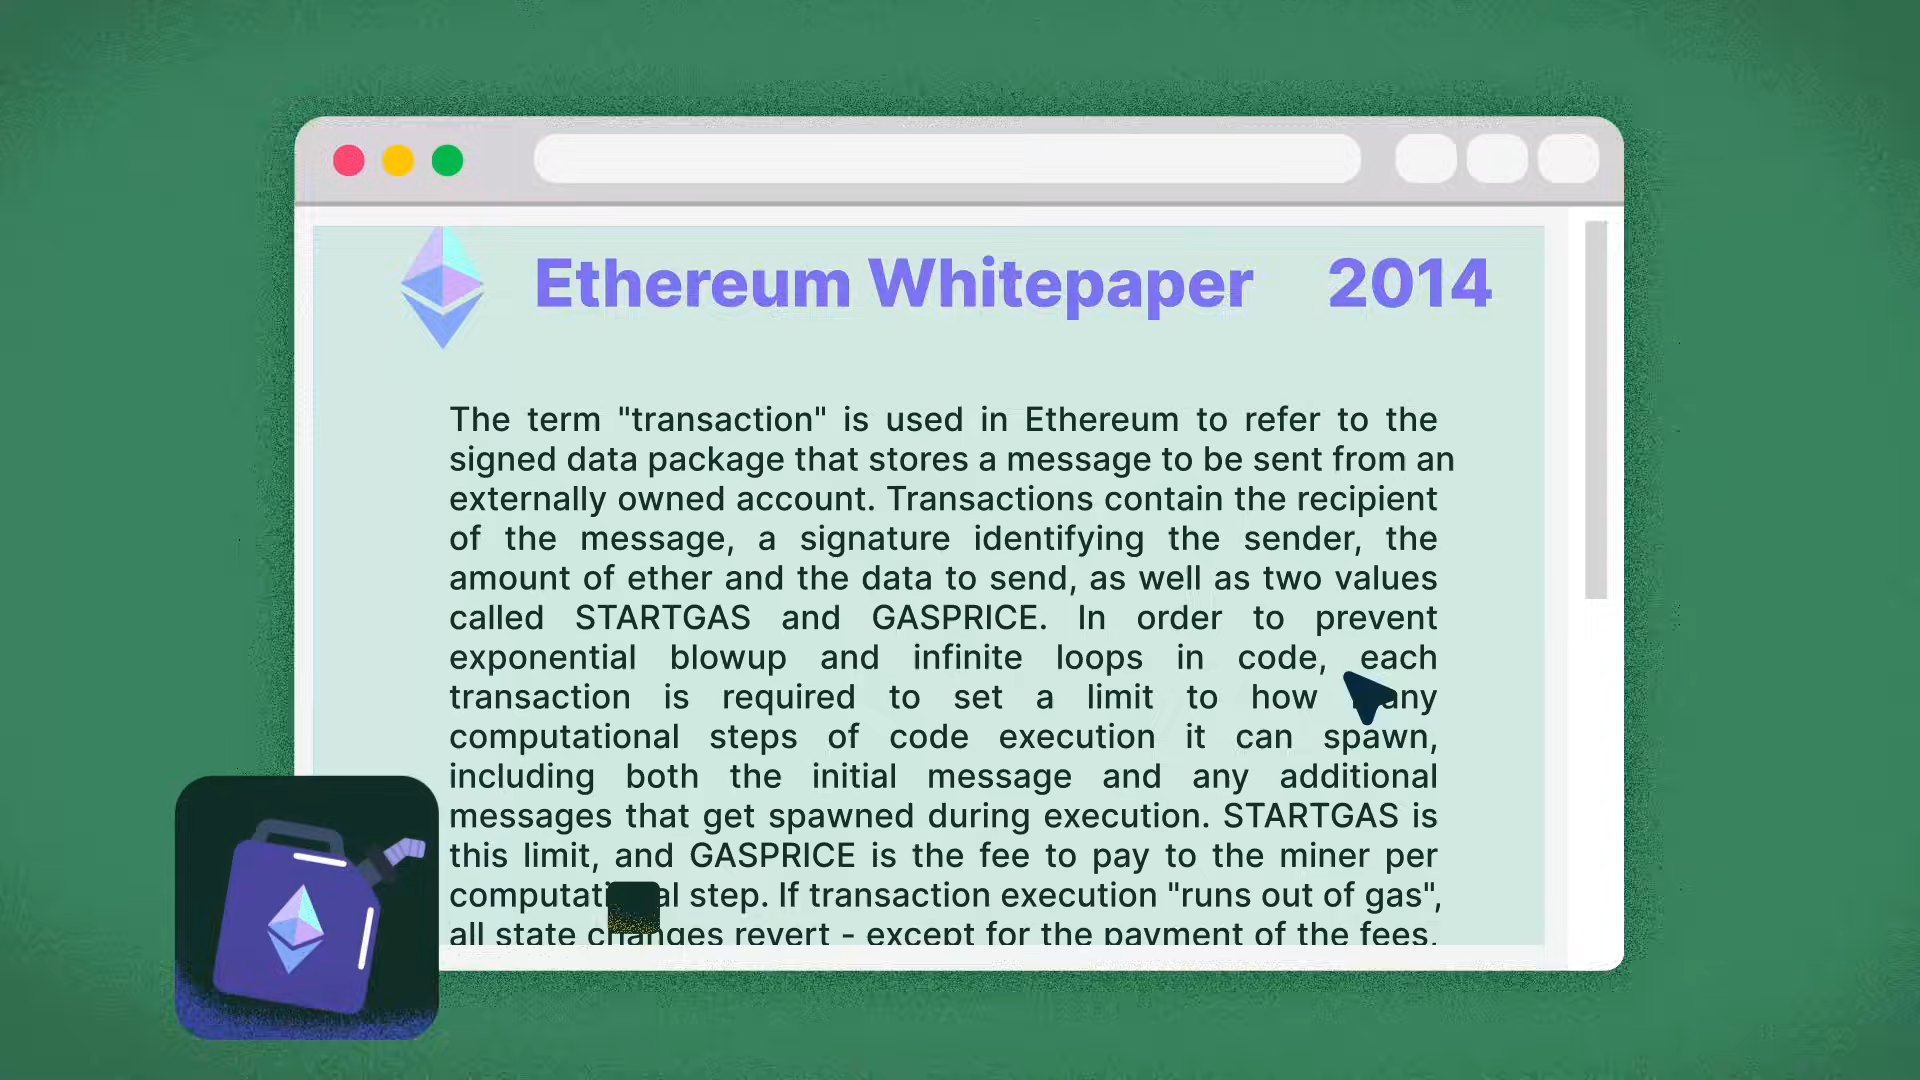 Ethereum Whitepaper 2014
The term "transaction" is used in Ethereum to refer to the
signed data package that stores a message to be sent from an
externally owned account. Transactions contain the recipient
of the message, a signature identifying the sender, the
amount of ether and the data to send, as well as two values
called STARTGAS and GASPRICE. In order to prevent
exponential blowup and infinite loops in code, each
transaction is required to set a limit to how many
computational steps of code execution it can spawn,
including both the initial message and any additional
messages that get spawned during execution. STARTGAS is
this limit, and GASPRICE is the fee to pay to the miner per
computational step. If transaction execution "runs out of gas",
all state changes revert - except for the payment of the fees,